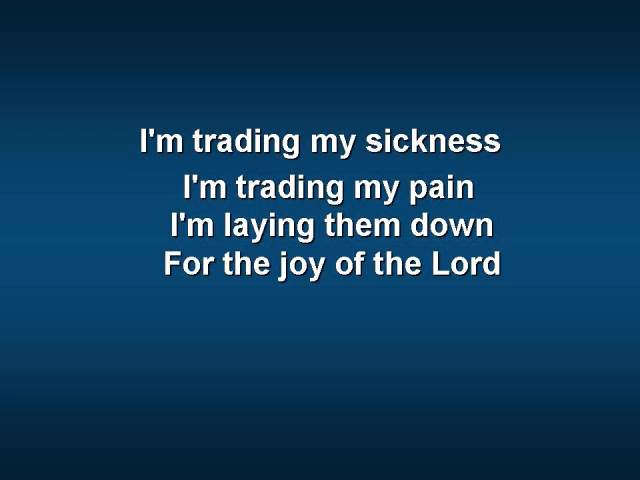 I'm trading my sickness
I'm trading my pain
I'm laying them down
For the joy of the Lord